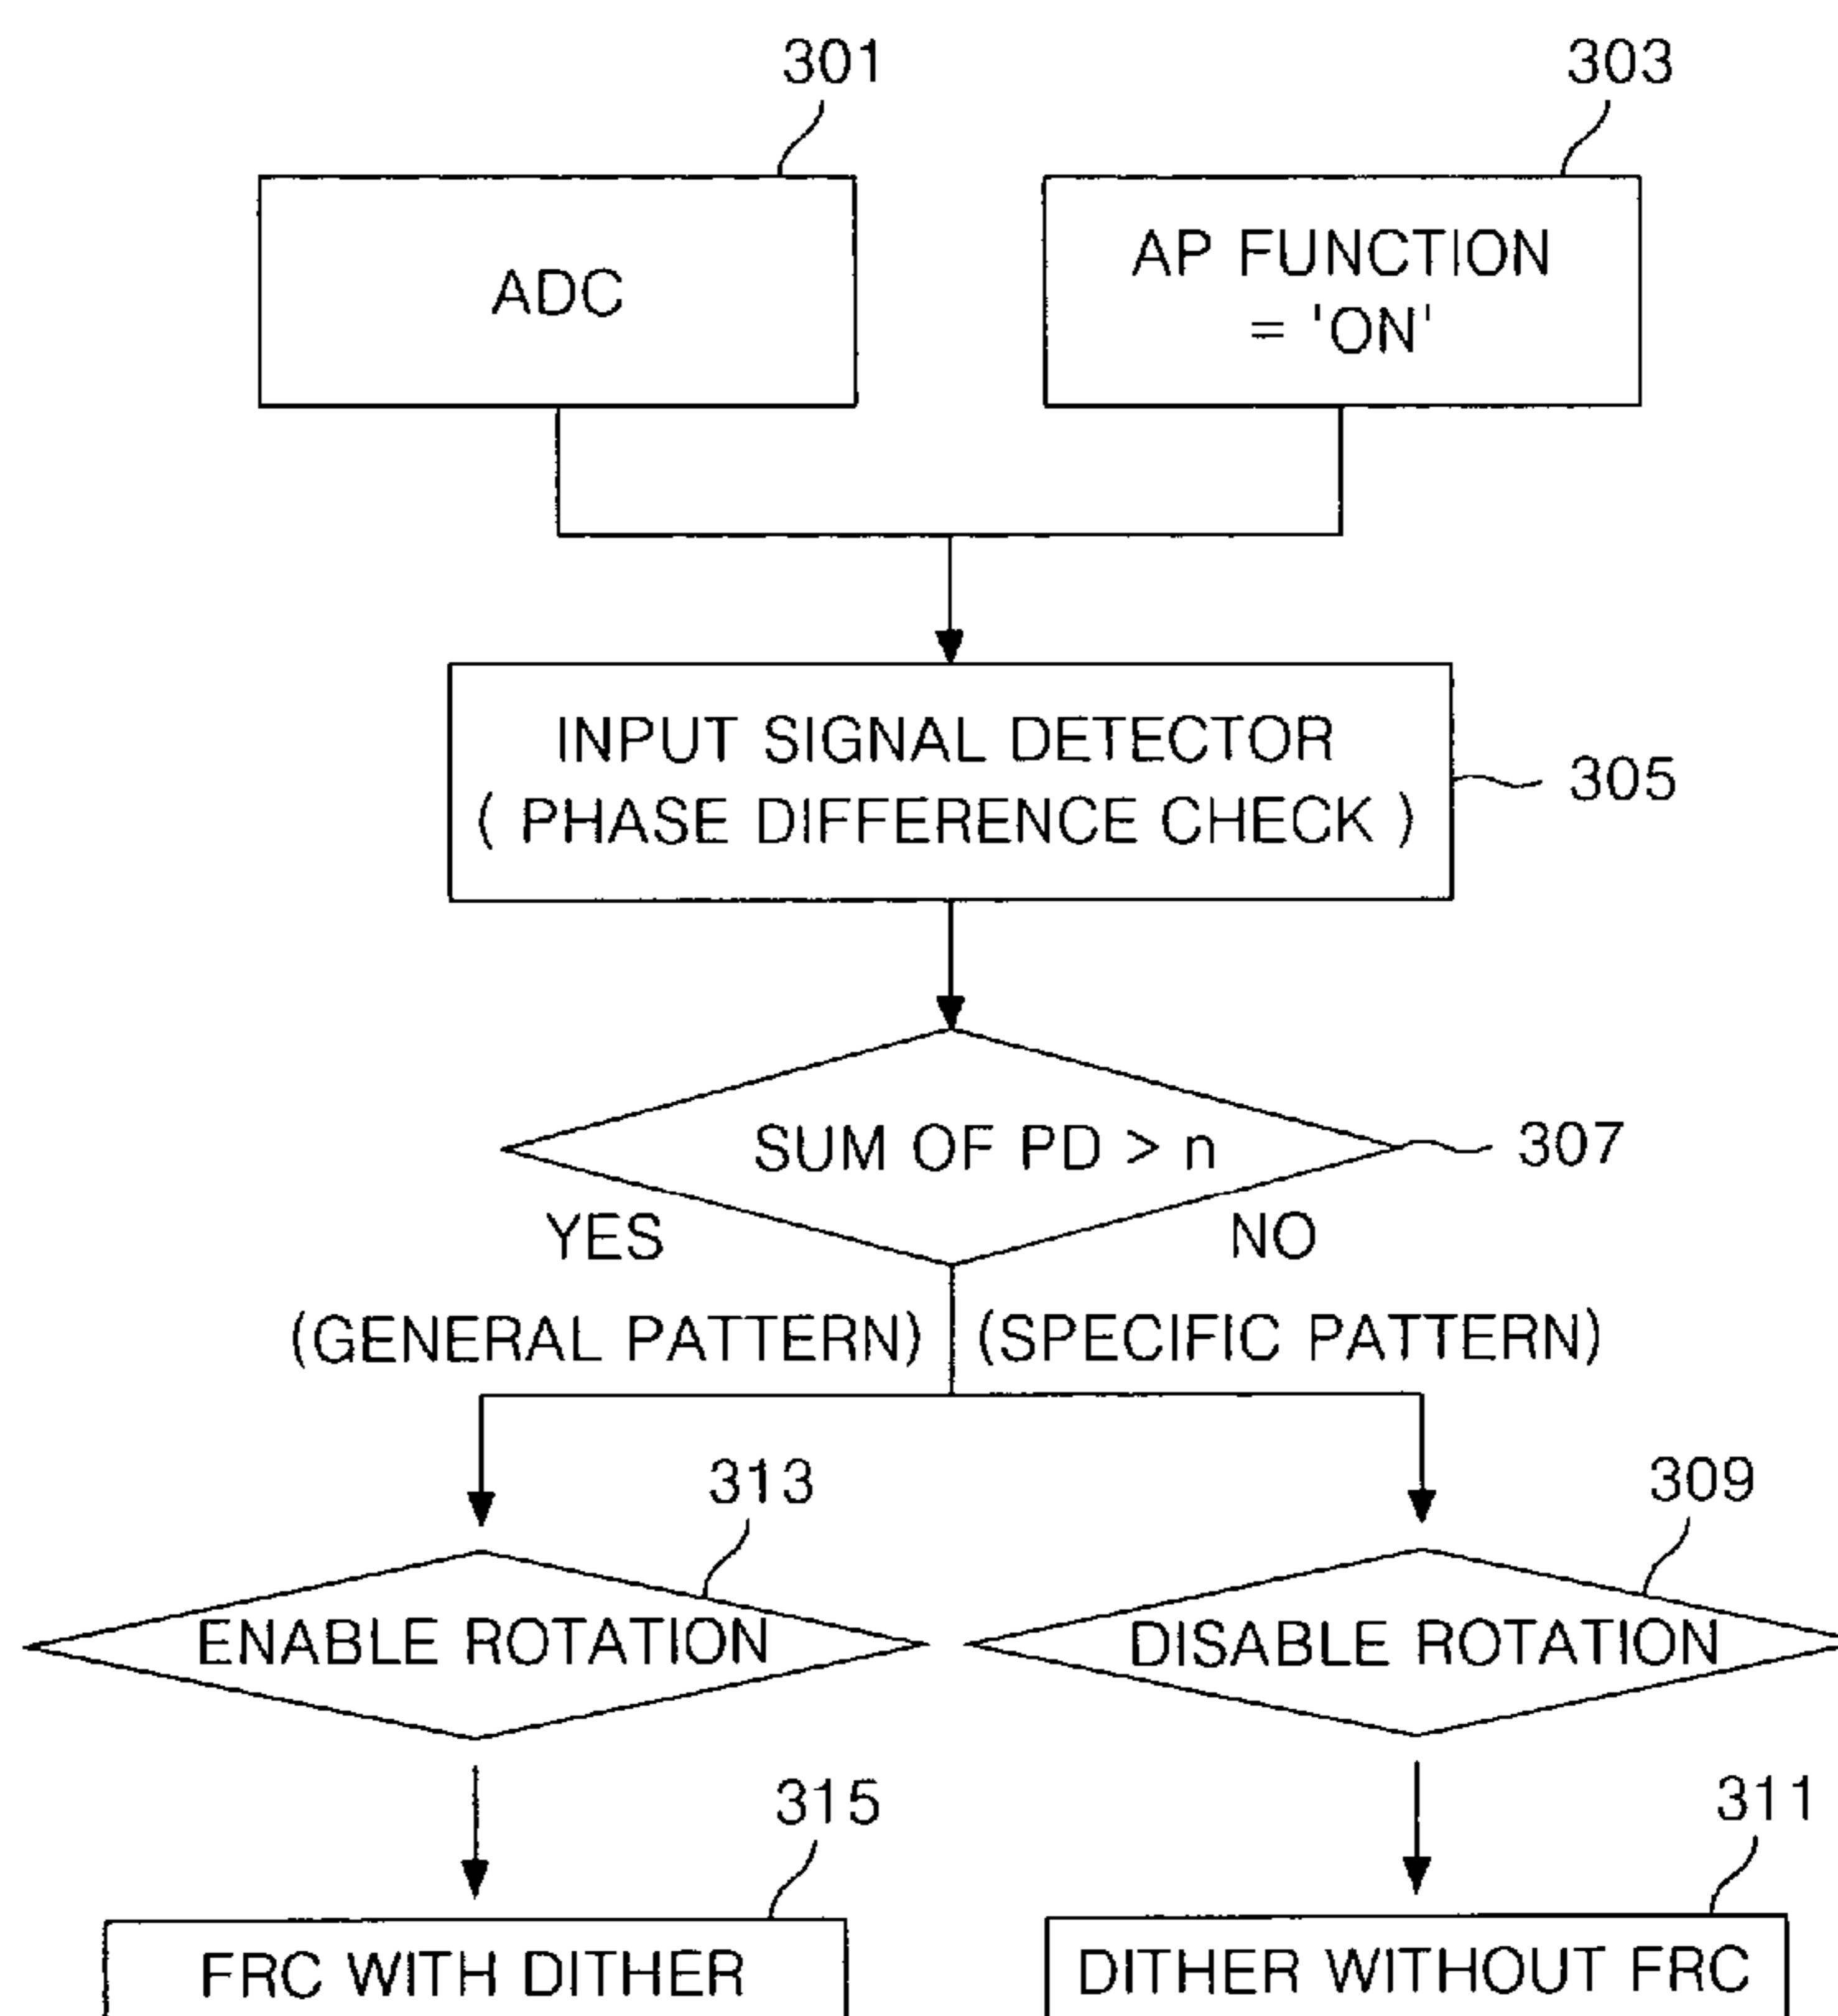 301
303
ADC
AP FUNCTION
= 'ON'
INPUT SIGNAL DETECTOR
( PHASE DIFFERENCE CHECK )
305
SUM OF PD > n
307
YES
NO
(GENERAL PATTERN)
(SPECIFIC PATTERN)
313
309
ENABLE ROTATION
DISABLE ROTATION
315
311
FRC WITH DITHER
DITHER WITHOUT FRC